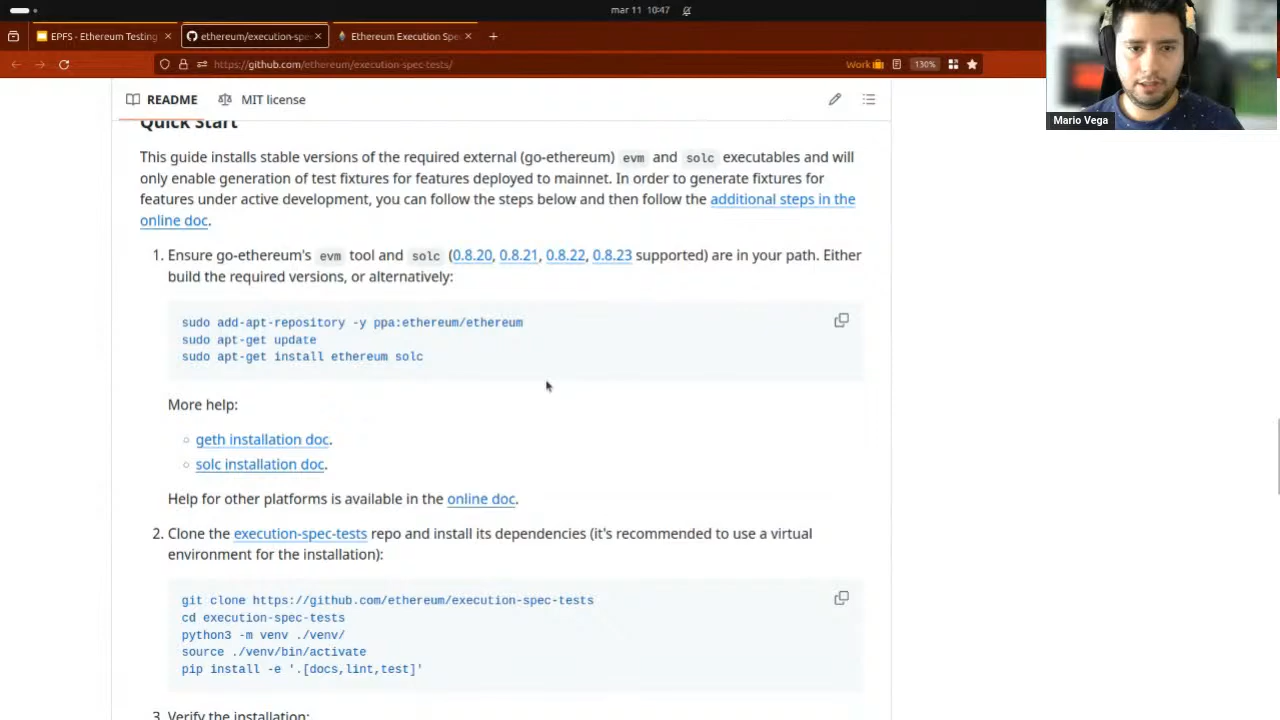 mar 11 10:47
EPFS - Ethereum Testing
ethereum/execution-spe
Ethereum Execution Spec
https://github.com/ethereum/execution-spec-tests/
Work
130%
Mario Vega
README
MIT license
Quick Start
This guide installs stable versions of the required external (go-ethereum) evm and solc executables and will
only enable generation of test fixtures for features deployed to mainnet. In order to generate fixtures for
features under active development, you can follow the steps below and then follow the additional steps in the
online doc.
1. Ensure go-ethereum's evm tool and solc (0.8.20, 0.8.21, 0.8.22, 0.8.23 supported) are in your path. Either
build the required versions, or alternatively:
sudo add-apt-repository -y ppa:ethereum/ethereum
sudo apt-get update
sudo apt-get install ethereum solc
More help:
geth installation doc.
solc installation doc.
Help for other platforms is available in the online doc.
2. Clone the execution-spec-tests repo and install its dependencies (it's recommended to use a virtual
environment for the installation):
git clone https://github.com/ethereum/execution-spec-tests
cd execution-spec-tests
python3 -m venv ./venv/
source ./venv/bin/activate
pip install -e '.[docs,lint,test]'
3. Verify the installation: